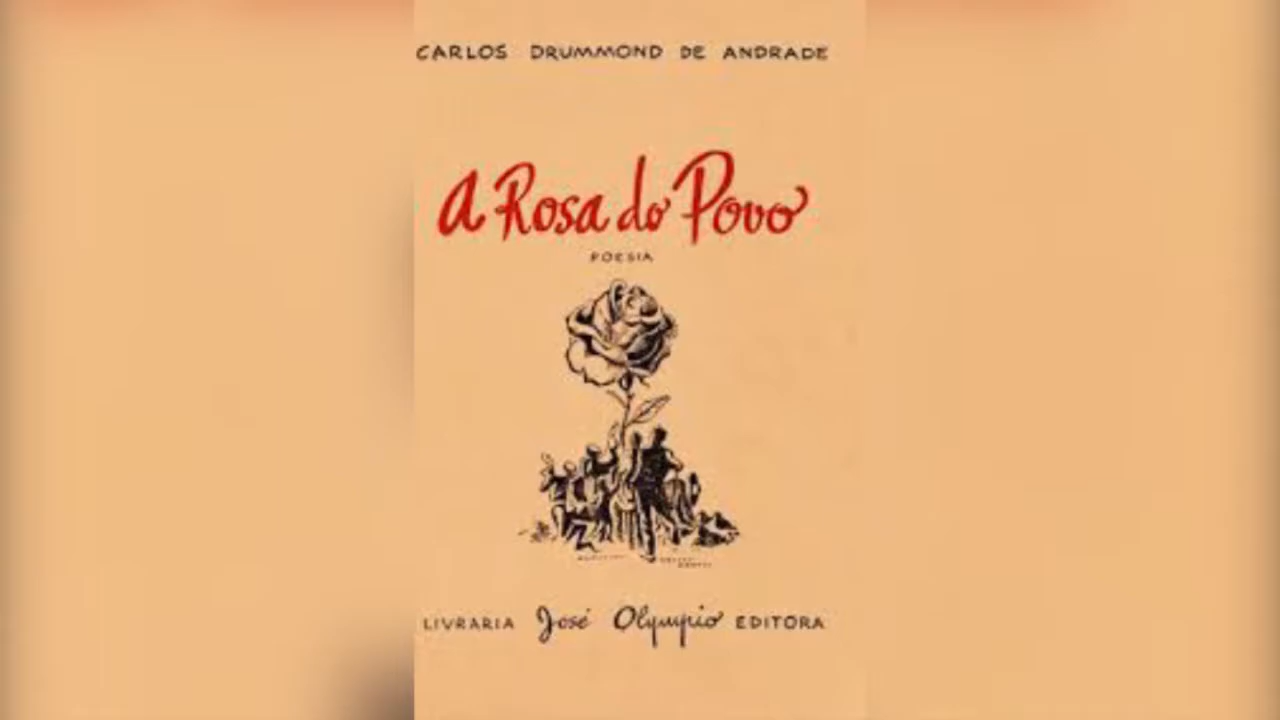 CARLOS DRUMMOND DE ANDRADE
A Rosa do Povo
POESIA
LIVRARIA José Olympio EDITORA